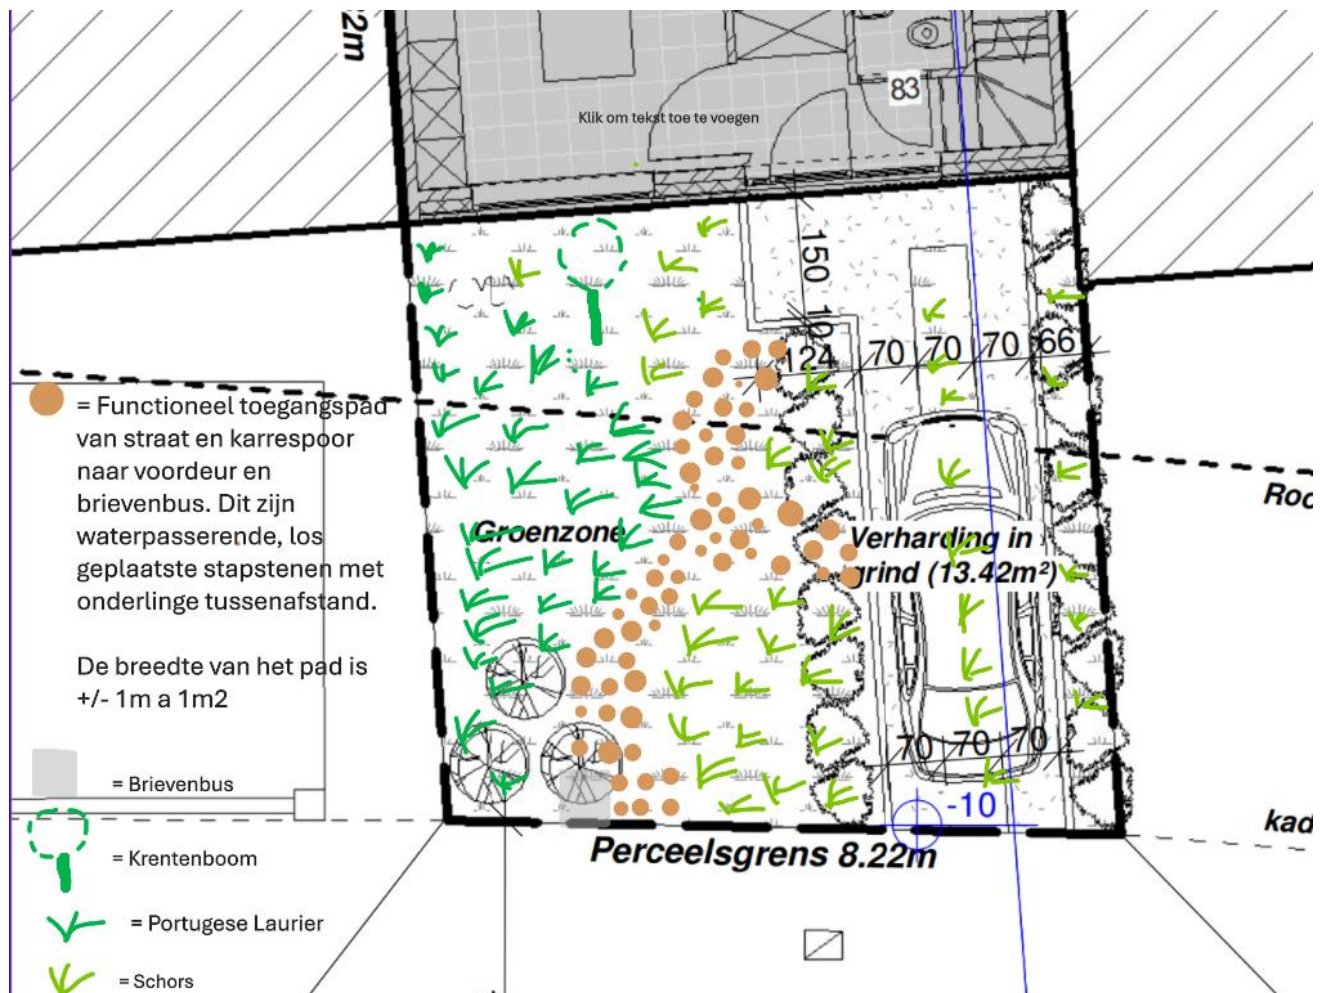 22m
83
Klik om tekst toe te voegen
150
10
124
70
70
70
66
= Functioneel toegangspad
van straat en karrespoor
naar voordeur en
brievenbus. Dit zijn
waterpasserende, los
geplaatste stapstenen met
onderlinge tussenafstand.
De breedte van het pad is
+/- 1m a 1m2
Groenzone
Verharding in
grind (13.42m²)
Roo
70
70
70
-10
Perceelsgrens 8.22m
kad
= Brievenbus
= Krentenboom
= Portugese Laurier
= Schors